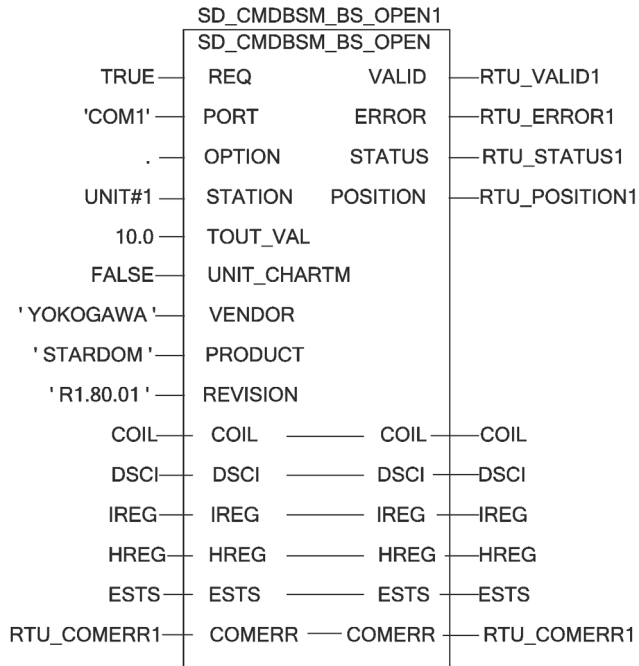 SD_CMDBSM_BS_OPEN1
SD_CMDBSM_BS_OPEN
TRUE REQ VALID RTU_VALID1
'COM1' PORT ERROR RTU_ERROR1
. OPTION STATUS RTU_STATUS1
UNIT#1 STATION POSITION RTU_POSITION1
10.0 TOUT_VAL
FALSE UNIT_CHARTM
' YOKOGAWA ' VENDOR
' STARDOM ' PRODUCT
' R1.80.01 ' REVISION
COIL COIL COIL COIL
DSCI DSCI DSCI DSCI
IREG IREG IREG IREG
HREG HREG HREG HREG
ESTS ESTS ESTS ESTS
RTU_COMERR1 COMERR COMERR RTU_COMERR1